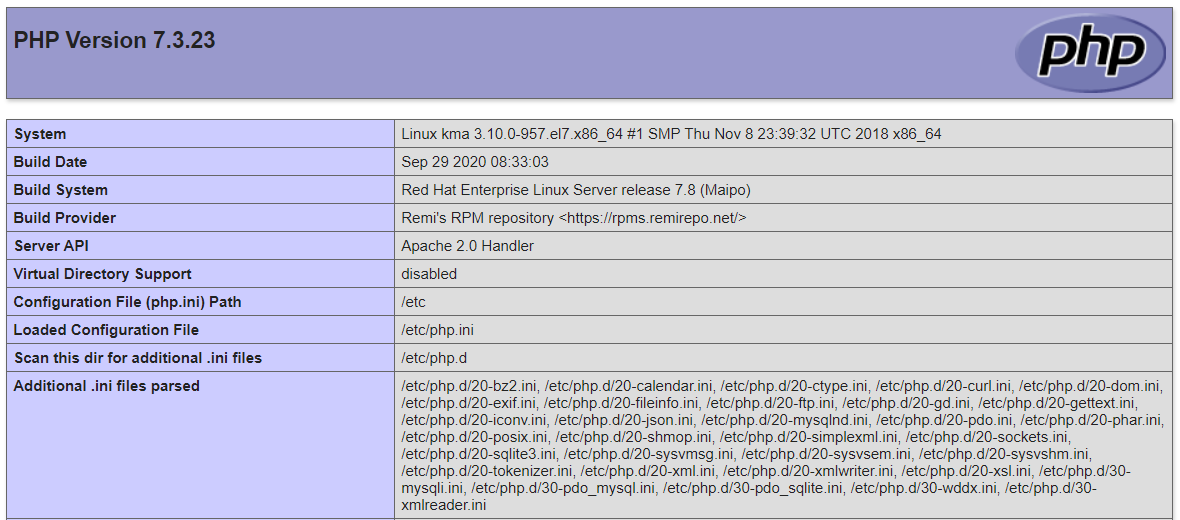 PHP Version 7.3.23
php
System Linux kma 3.10.0-957.el7.x86_64 #1 SMP Thu Nov 8 23:39:32 UTC 2018 x86_64
Build Date Sep 29 2020 08:33:03
Build System Red Hat Enterprise Linux Server release 7.8 (Maipo)
Build Provider Remi's RPM repository <https://rpms.remirepo.net/>
Server API Apache 2.0 Handler
Virtual Directory Support disabled
Configuration File (php.ini) Path /etc
Loaded Configuration File /etc/php.ini
Scan this dir for additional .ini files /etc/php.d
Additional .ini files parsed /etc/php.d/20-bz2.ini, /etc/php.d/20-calendar.ini, /etc/php.d/20-ctype.ini, /etc/php.d/20-curl.ini, /etc/php.d/20-dom.ini,
/etc/php.d/20-exif.ini, /etc/php.d/20-fileinfo.ini, /etc/php.d/20-ftp.ini, /etc/php.d/20-gd.ini, /etc/php.d/20-gettext.ini,
/etc/php.d/20-iconv.ini, /etc/php.d/20-json.ini, /etc/php.d/20-mysqlnd.ini, /etc/php.d/20-pdo.ini, /etc/php.d/20-phar.ini,
/etc/php.d/20-posix.ini, /etc/php.d/20-shmop.ini, /etc/php.d/20-simplexml.ini, /etc/php.d/20-sockets.ini,
/etc/php.d/20-sqlite3.ini, /etc/php.d/20-sysvmsg.ini, /etc/php.d/20-sysvsem.ini, /etc/php.d/20-sysvshm.ini,
/etc/php.d/20-tokenizer.ini, /etc/php.d/20-xml.ini, /etc/php.d/20-xmlwriter.ini, /etc/php.d/20-xsl.ini, /etc/php.d/30-
mysqli.ini, /etc/php.d/30-pdo_mysql.ini, /etc/php.d/30-pdo_sqlite.ini, /etc/php.d/30-wddx.ini, /etc/php.d/30-
xmlreader.ini